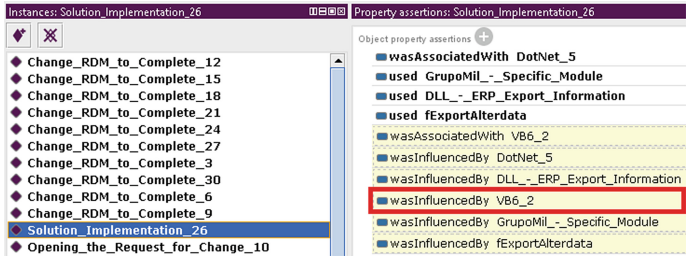 Instances: Solution_Implementation_26
Change_RDM_to_Complete_12
Change_RDM_to_Complete_15
Change_RDM_to_Complete_18
Change_RDM_to_Complete_21
Change_RDM_to_Complete_24
Change_RDM_to_Complete_27
Change_RDM_to_Complete_3
Change_RDM_to_Complete_30
Change_RDM_to_Complete_6
Change_RDM_to_Complete_9
Solution_Implementation_26
Opening_the_Request_for_Change_10
Property assertions: Solution_Implementation_26
Object property assertions
wasAssociatedWith DotNet_5
used GrupoMil_-_Specific_Module
used DLL_-_ERP_Export_Information
used fExportAlterdata
wasAssociatedWith VB6_2
wasInfluencedBy DotNet_5
wasInfluencedBy DLL_-_ERP_Export_Information
wasInfluencedBy VB6_2
wasInfluencedBy GrupoMil_-_Specific_Module
wasInfluencedBy fExportAlterdata